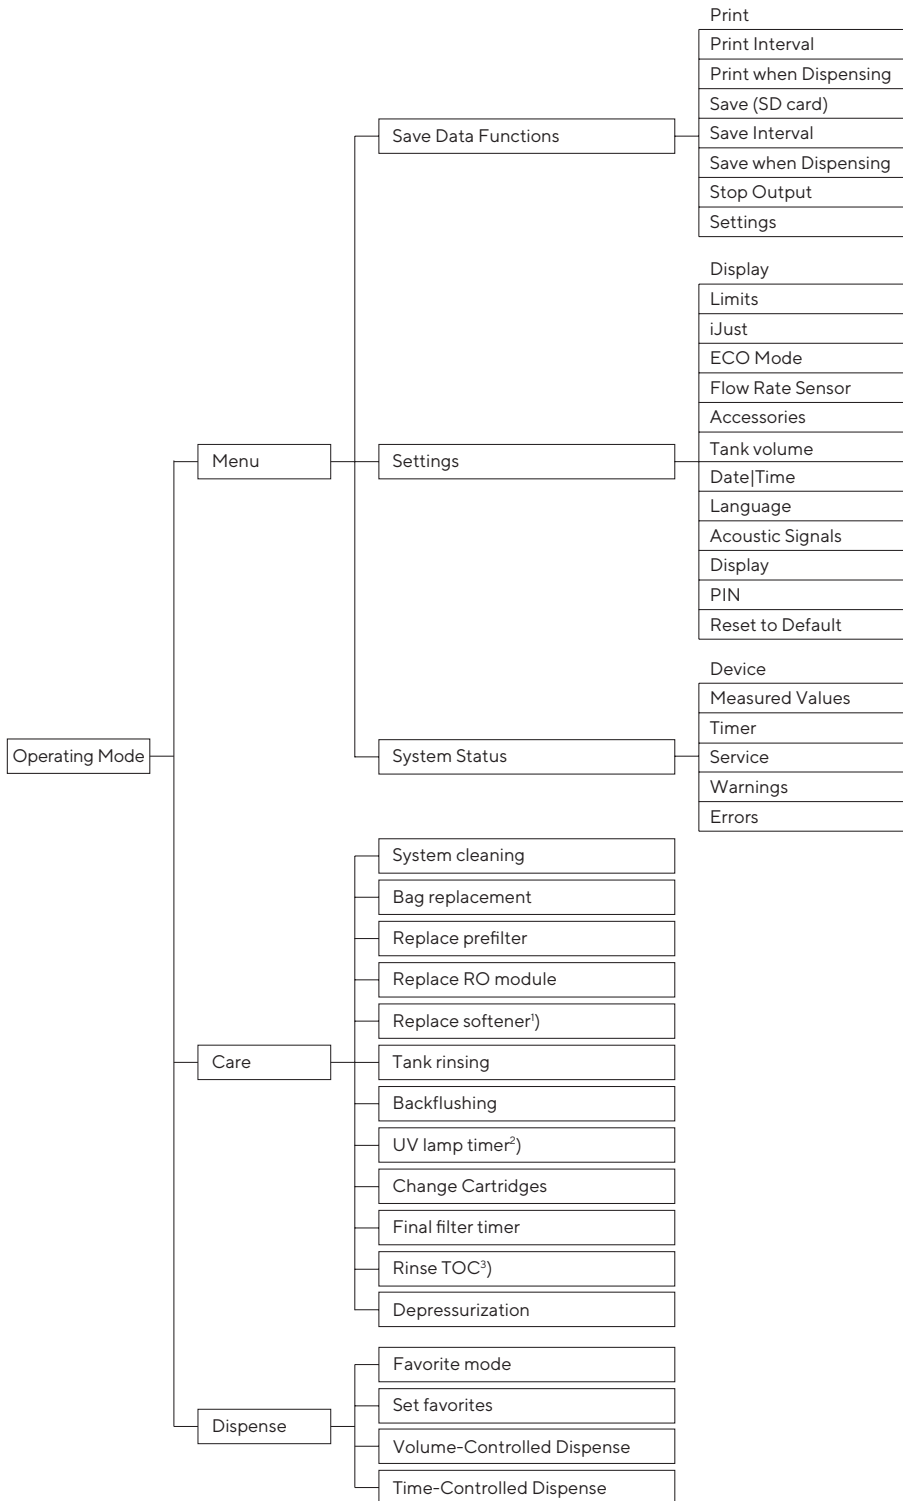 Print
Print Interval
Print when Dispensing
Save (SD card)
Save Data Functions
Save Interval
Save when Dispensing
Stop Output
Settings
Display
Limits
iJust
ECO Mode
Flow Rate Sensor
Accessories
Tank volume
Menu
Settings
Date|Time
Language
Acoustic Signals
Display
PIN
Reset to Default
Device
Measured Values
Timer
Operating Mode
System Status
Service
Warnings
Errors
System cleaning
Bag replacement
Replace prefilter
Replace RO module
Replace softener¹)
Care
Tank rinsing
Backflushing
UV lamp timer²)
Change Cartridges
Final filter timer
Rinse TOC³)
Depressurization
Favorite mode
Set favorites
Dispense
Volume-Controlled Dispense
Time-Controlled Dispense